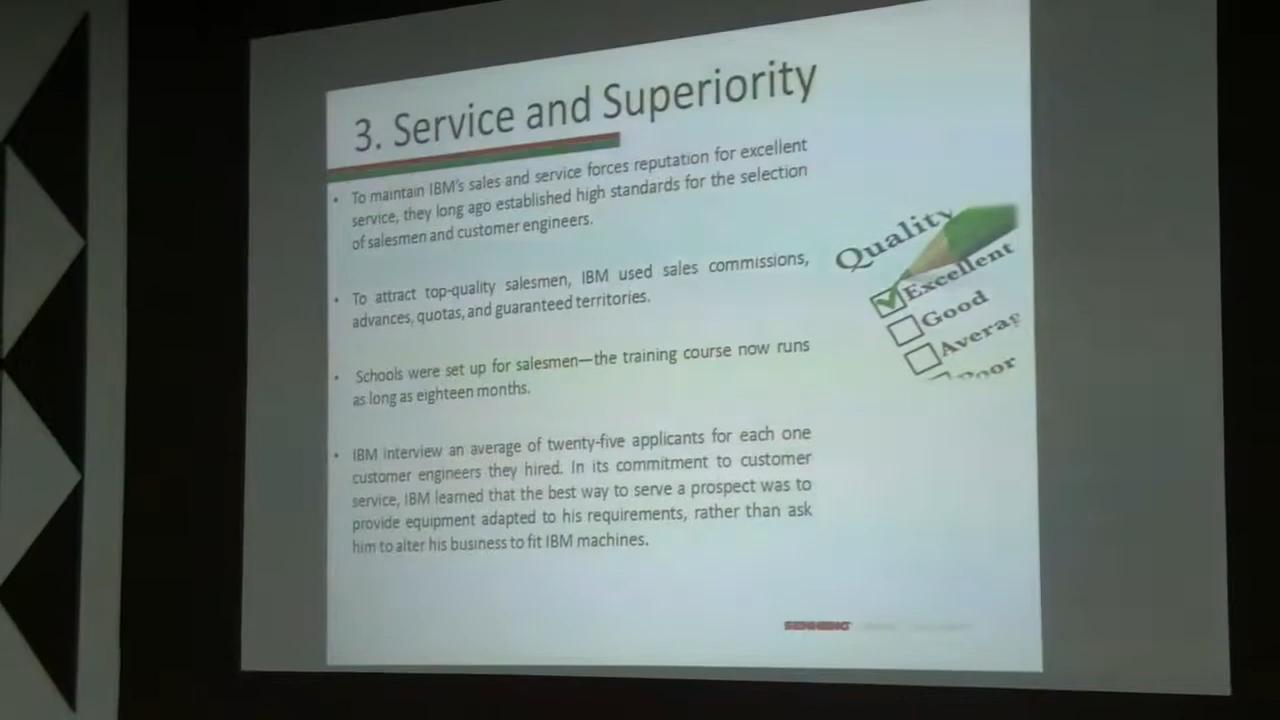 3. Service and Superiority
• To maintain IBM's sales and service forces reputation for excellent
service, they long ago established high standards for the selection
of salesmen and customer engineers.
• To attract top-quality salesmen, IBM used sales commissions,
advances, quotas, and guaranteed territories.
• Schools were set up for salesmen—the training course now runs
as long as eighteen months.
• IBM interview an average of twenty-five applicants for each one
customer engineers they hired. In its commitment to customer
service, IBM learned that the best way to serve a prospect was to
provide equipment adapted to his requirements, rather than ask
him to alter his business to fit IBM machines.
Quality
Excellent
Good
Averag
Poor
SENHENG